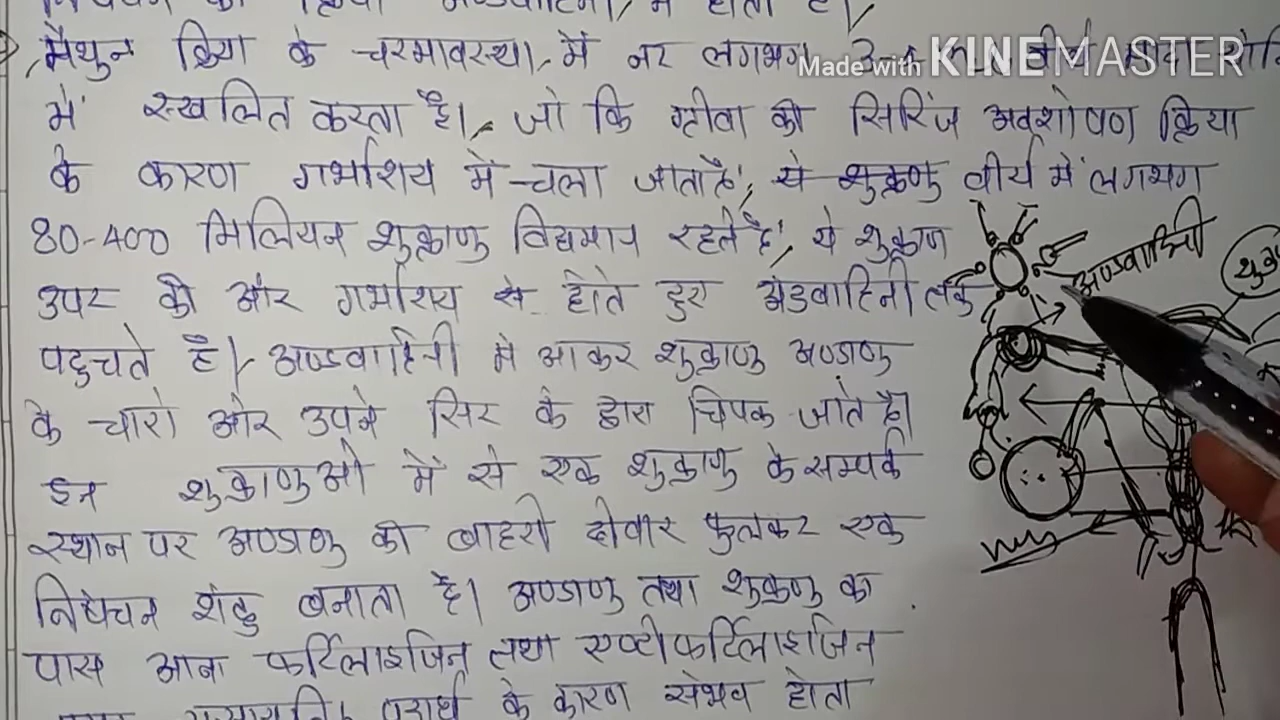 में होता है।
मैथुन क्रिया के चरमावस्था, में नर लगभग
Made with KINEMASTER
में स्खलित करता है। जो कि ग्रीवा की सिरिंज अवशोषण क्रिया
के कारण गर्भाशय में चला जाता है, ये शुक्राणु वीर्य में लगभग
80-400 मिलियन शुक्राणु विद्यमान रहते है, ये शुक्राणु
उपर की ओर गर्भाशय से होते हुए अंडवाहिनी तक
अण्डवाहिनी
पहुचते है। अण्डवाहिनी मे आकर शुक्राणु अण्डाणु
के चारो ओर उपने सिर के द्वारा चिपक जाते है।
इन शुक्राणुओ में से एक शुक्राणु के सम्पर्क
स्थान पर अण्डाणु की बाहरी दीवार फुलकर एक
निषेचन शंकु बनाता है। अण्डाणु तथा शुक्राणु का
पास आना फर्टिलाइजिन तथा एण्टीफर्टिलाइजिन
पदार्थ के कारण संभव होता